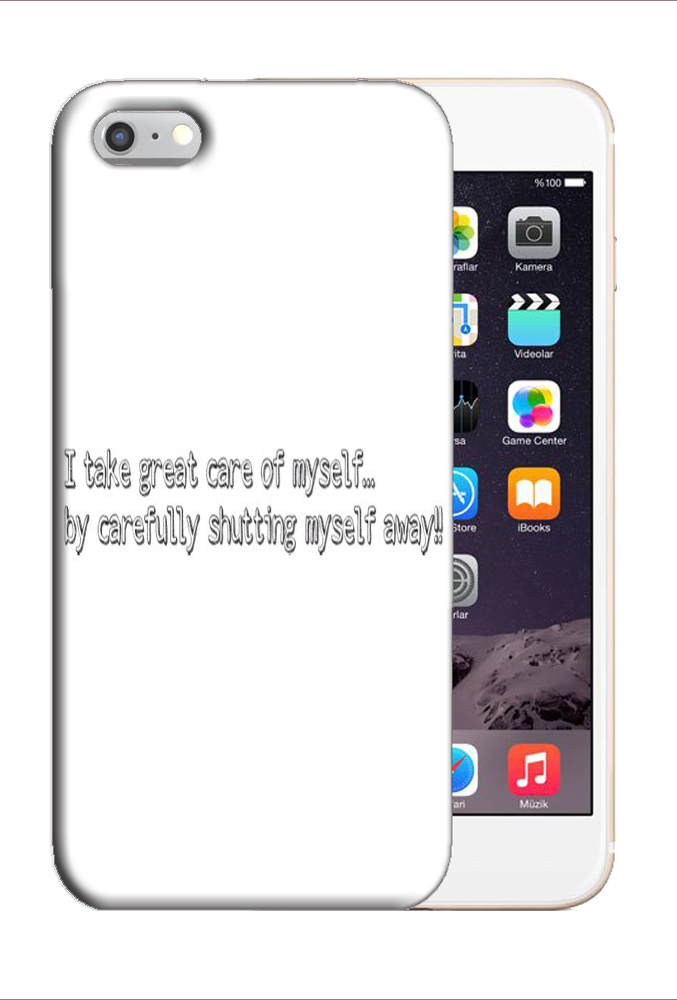 I take great care of myself...
by carefully shutting myself away!!
%100
raflar
Kamera
ita
Videolar
rsa
Game Center
Store
iBooks
rlar
fari
Müzik